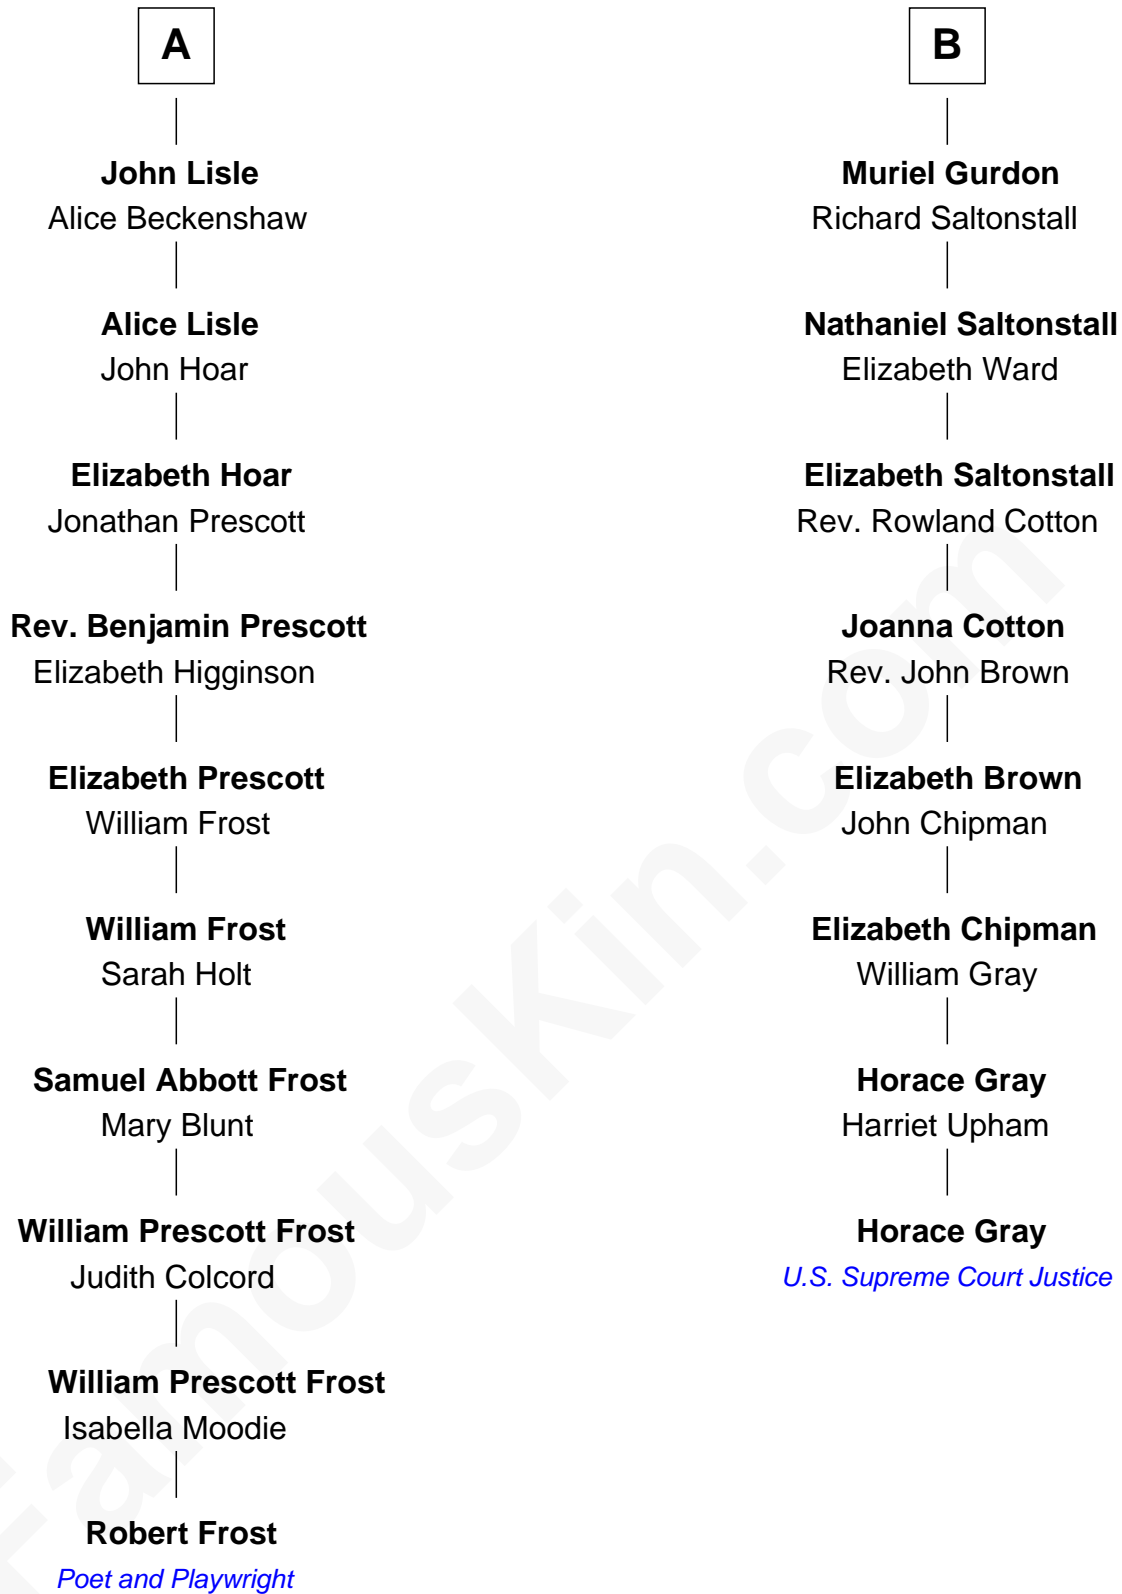 A
John Lisle
Alice Beckenshaw
Alice Lisle
John Hoar
Elizabeth Hoar
Jonathan Prescott
Rev. Benjamin Prescott
Elizabeth Higginson
Elizabeth Prescott
William Frost
William Frost
Sarah Holt
Samuel Abbott Frost
Mary Blunt
William Prescott Frost
Judith Colcord
William Prescott Frost
Isabella Moodie
Robert Frost
Poet and Playwright
B
Muriel Gurdon
Richard Saltonstall
Nathaniel Saltonstall
Elizabeth Ward
Elizabeth Saltonstall
Rev. Rowland Cotton
Joanna Cotton
Rev. John Brown
Elizabeth Brown
John Chipman
Elizabeth Chipman
William Gray
Horace Gray
Harriet Upham
Horace Gray
U.S. Supreme Court Justice
FamousKin.com